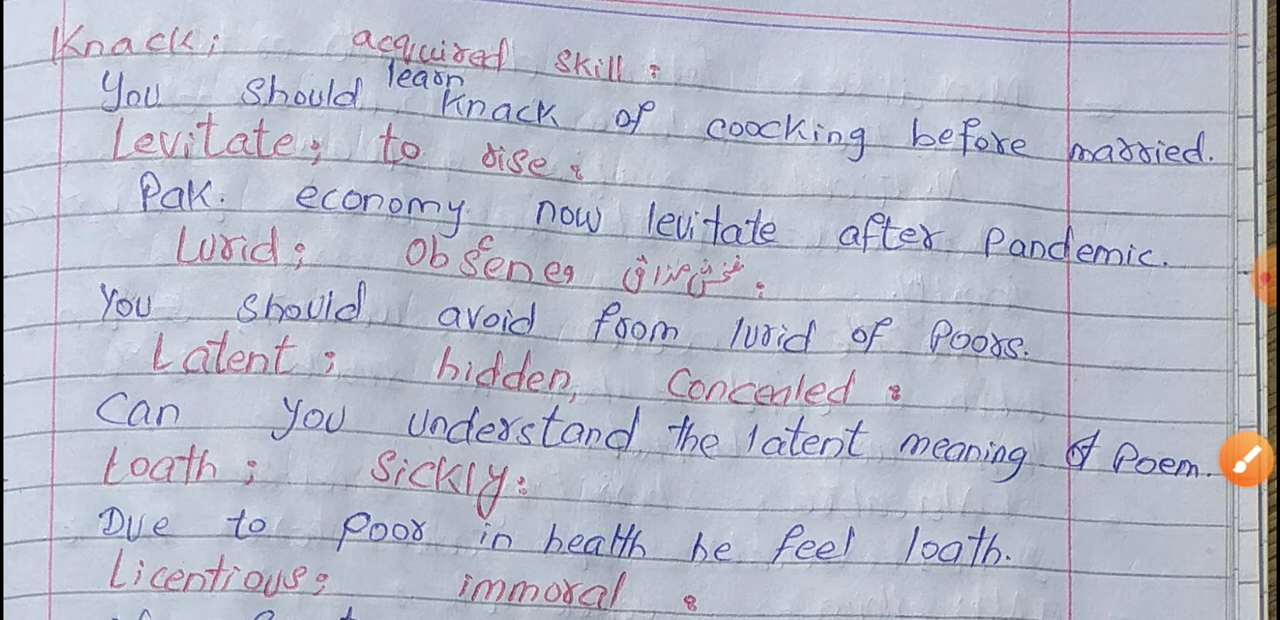 Knack; acquired skill:
You should learn Knack of coocking before married.
Levitate; to rise:
Pak. economy now levitate after Pandemic.
Lurid; Obscenes فحش مذاق:
You should avoid from lurid of Poors.
Latent; hidden, Concealed:
Can you understand the latent meaning of Poem.
Loath; Sickly:
Due to Poor in health he feel loath.
Licentious; immoral: